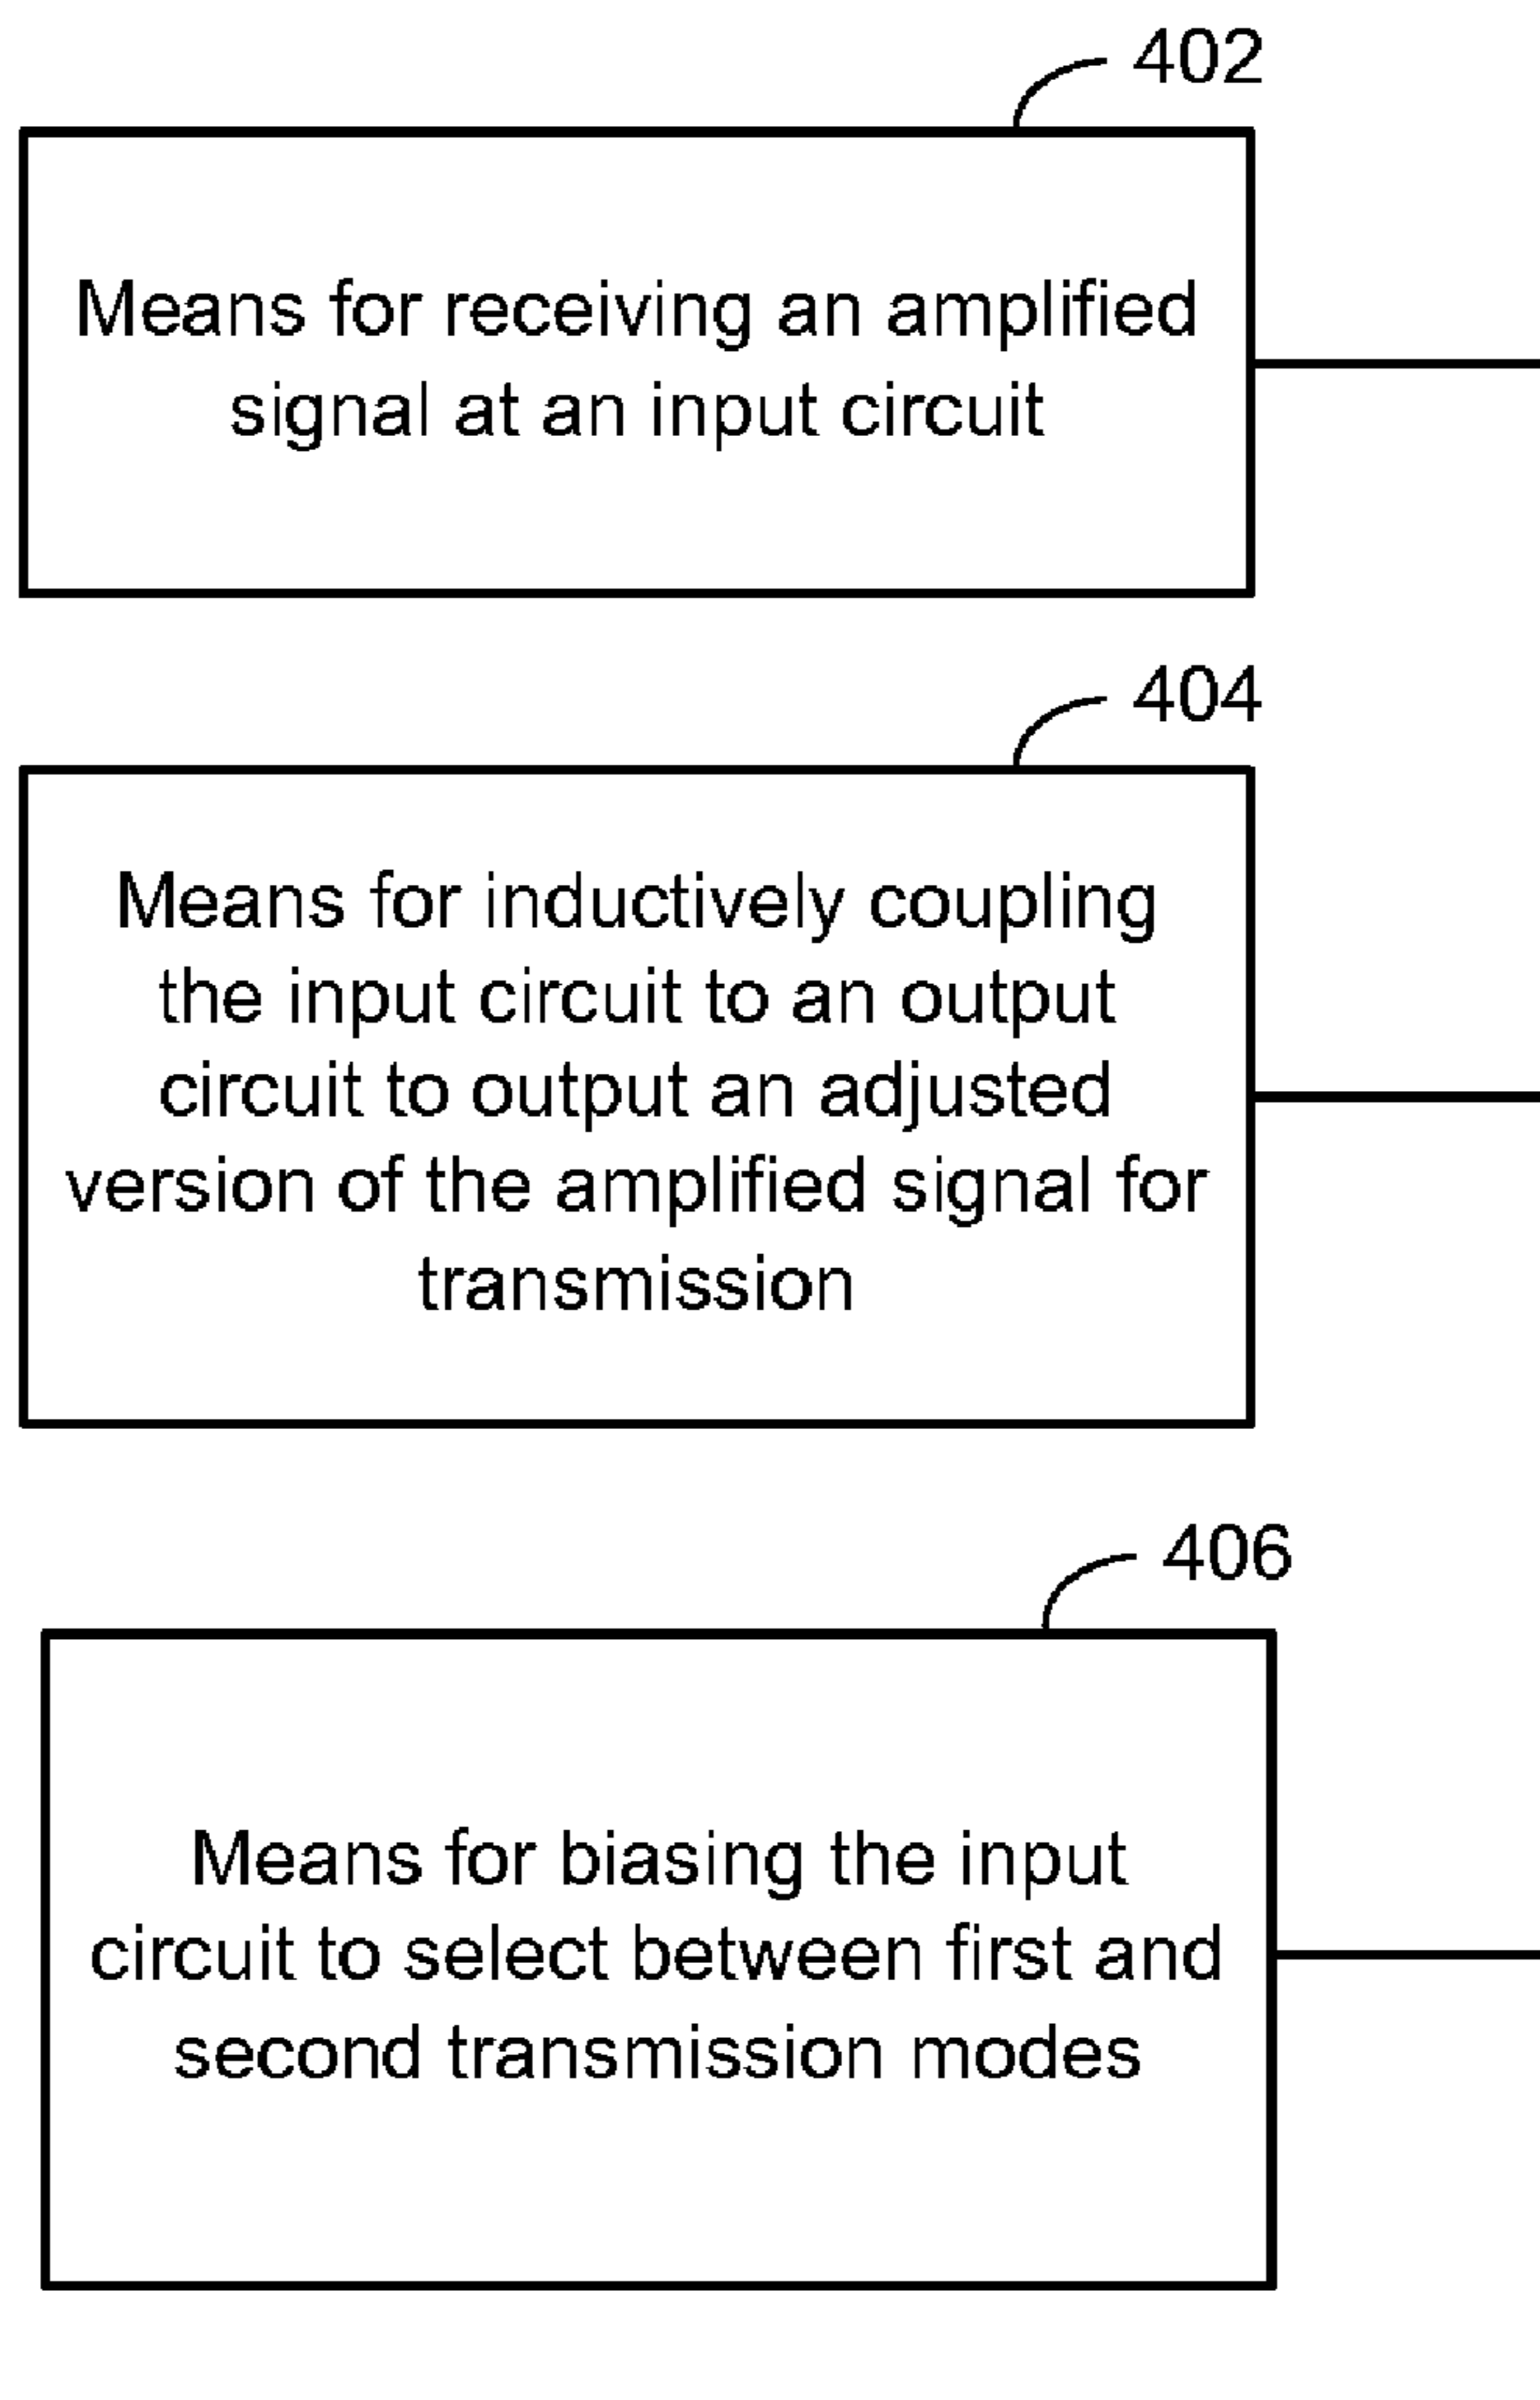 402
Means for receiving an amplified
signal at an input circuit
404
Means for inductively coupling
the input circuit to an output
circuit to output an adjusted
version of the amplified signal for
transmission
406
Means for biasing the input
circuit to select between first and
second transmission modes